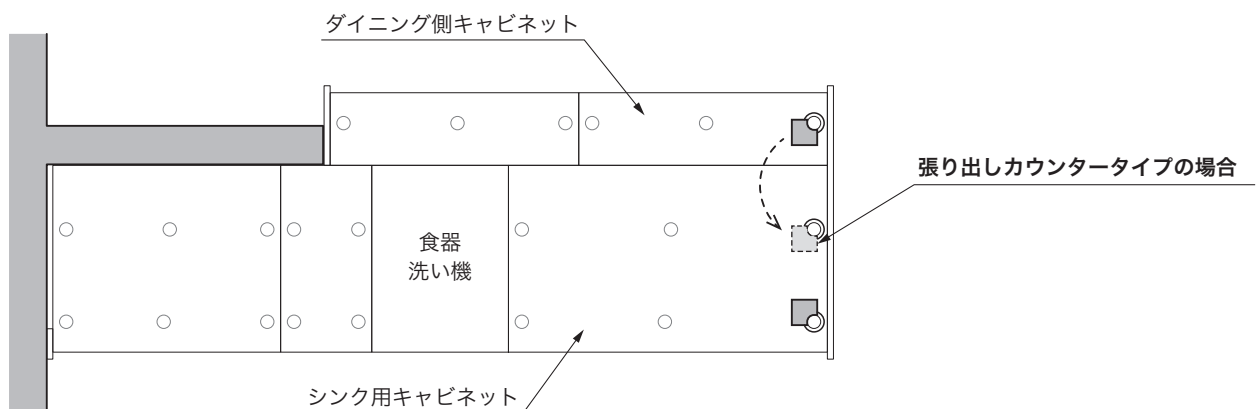 ダイニング側キャビネット
張り出しカウンタータイプの場合
食器
洗い機
シンク用キャビネット